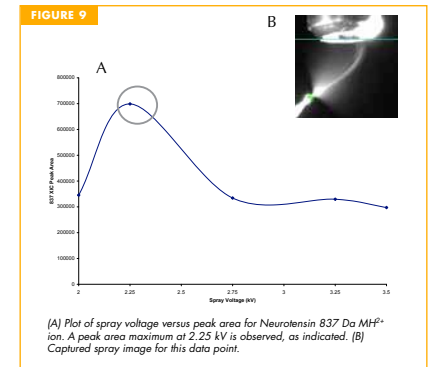 FIGURE 9
B
A
800000
700000
600000
500000
400000
300000
200000
100000
0
837 XIC Peak Area
2 2.25 2.5 2.75 3 3.25 3.5
Spray Voltage (kV)
(A) Plot of spray voltage versus peak area for Neurotensin 837 Da MH²⁺
ion. A peak area maximum at 2.25 kV is observed, as indicated. (B)
Captured spray image for this data point.